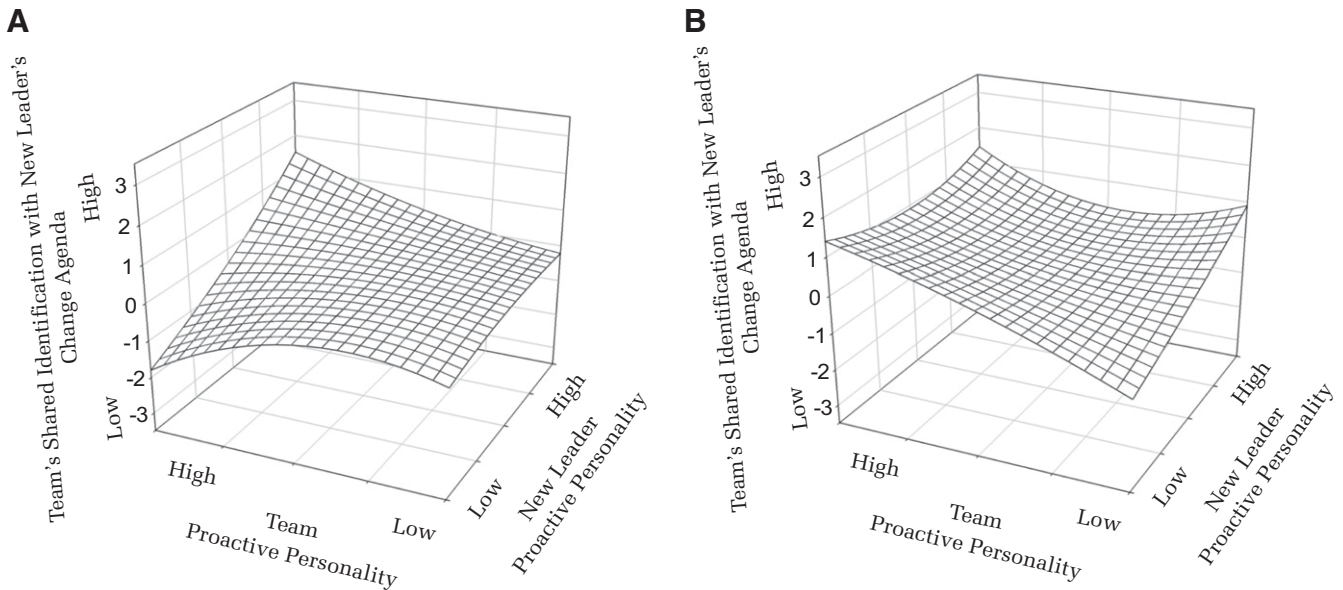 A
Team's Shared Identification with New Leader's
Change Agenda
High
Low
3
2
1
0
-1
-2
-3
High
Team
Low
Proactive Personality
Low
High
New Leader
Proactive Personality
B
Team's Shared Identification with New Leader's
Change Agenda
High
Low
3
2
1
0
-1
-2
-3
High
Team
Low
Proactive Personality
Low
High
New Leader
Proactive Personality